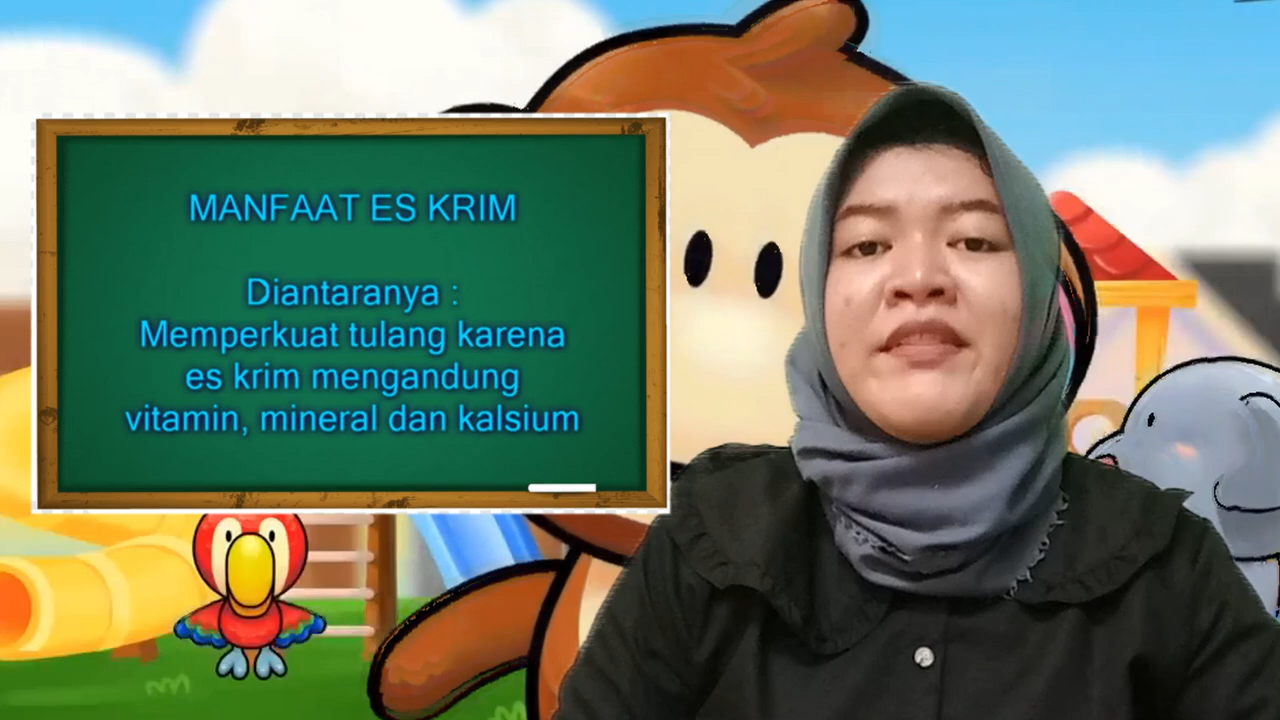 MANFAAT ES KRIM
Diantaranya :
Memperkuat tulang karena
es krim mengandung
vitamin, mineral dan kalsium